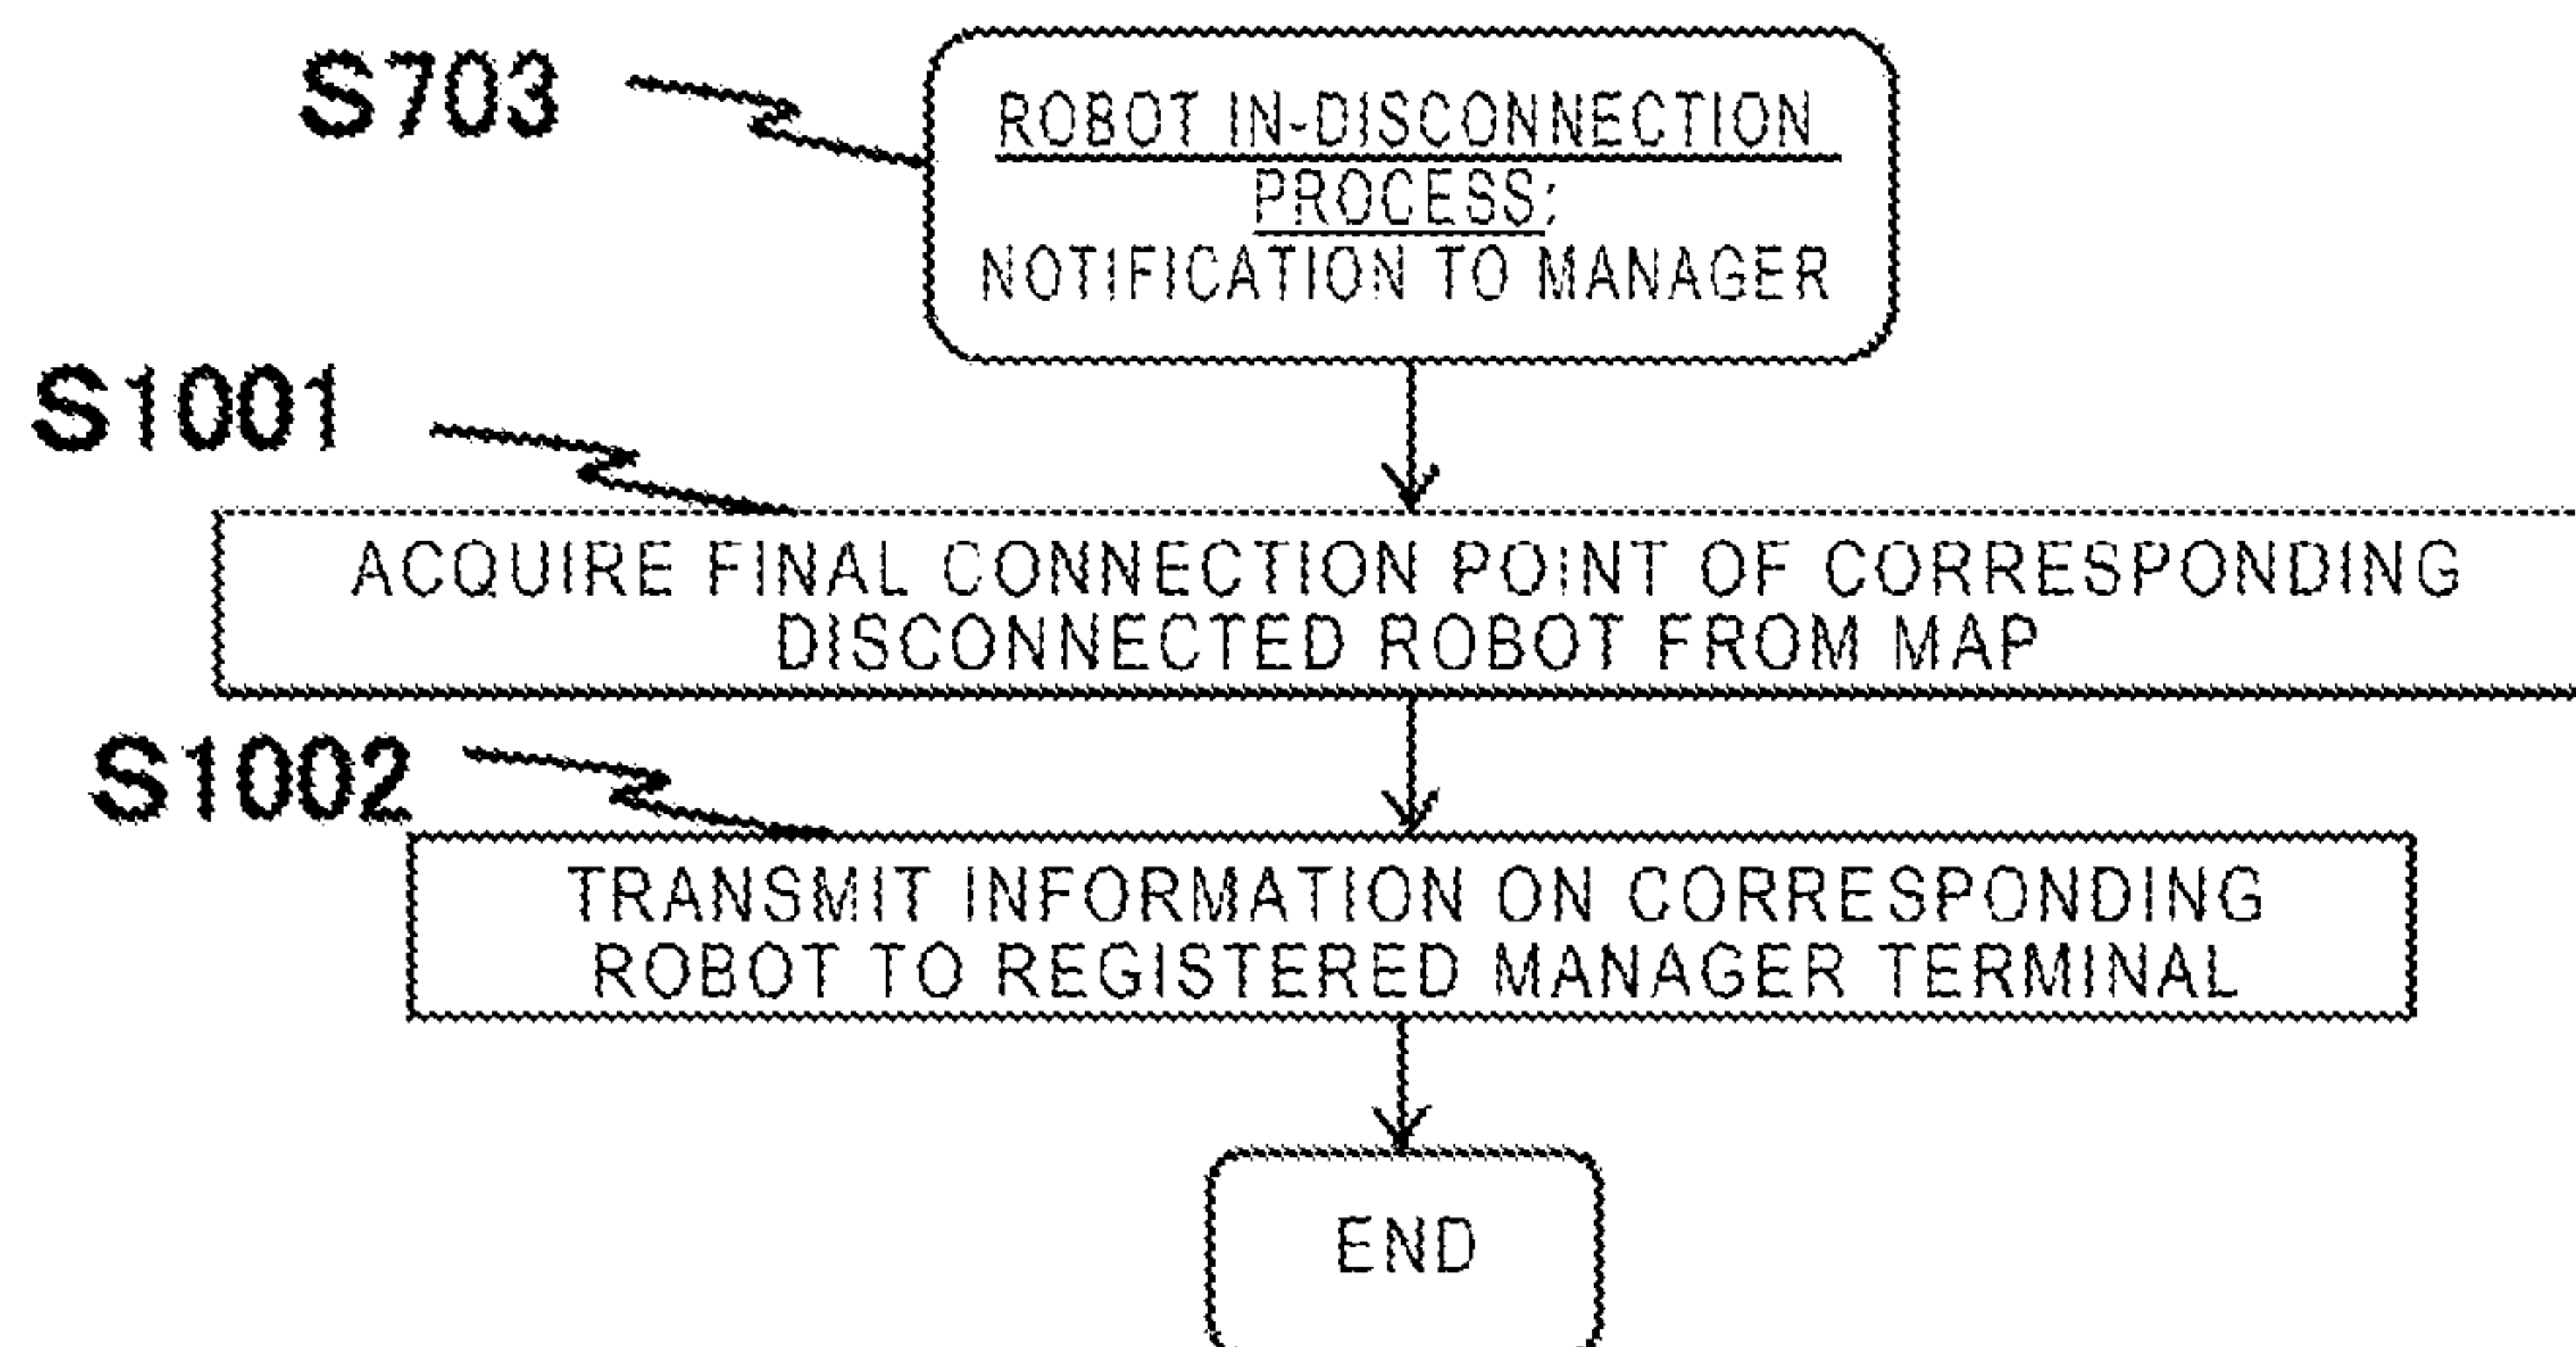 S703
ROBOT IN-DISCONNECTION
PROCESS:
NOTIFICATION TO MANAGER
S1001
ACQUIRE FINAL CONNECTION POINT OF CORRESPONDING
DISCONNECTED ROBOT FROM MAP
S1002
TRANSMIT INFORMATION ON CORRESPONDING
ROBOT TO REGISTERED MANAGER TERMINAL
END